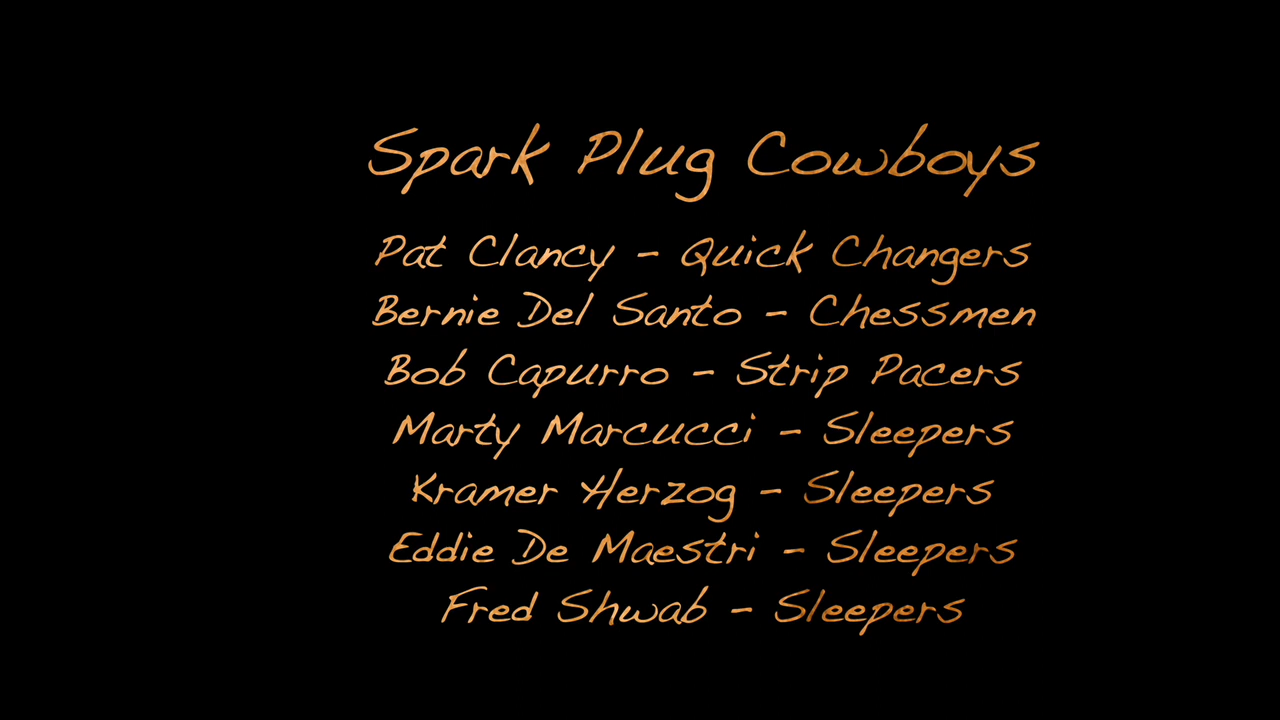 Spark Plug Cowboys
Pat Clancy - Quick Changers
Bernie Del Santo - Chessmen
Bob Capurro - Strip Pacers
Marty Marcucci - Sleepers
Kramer Herzog - Sleepers
Eddie De Maestri - Sleepers
Fred Shwab - Sleepers